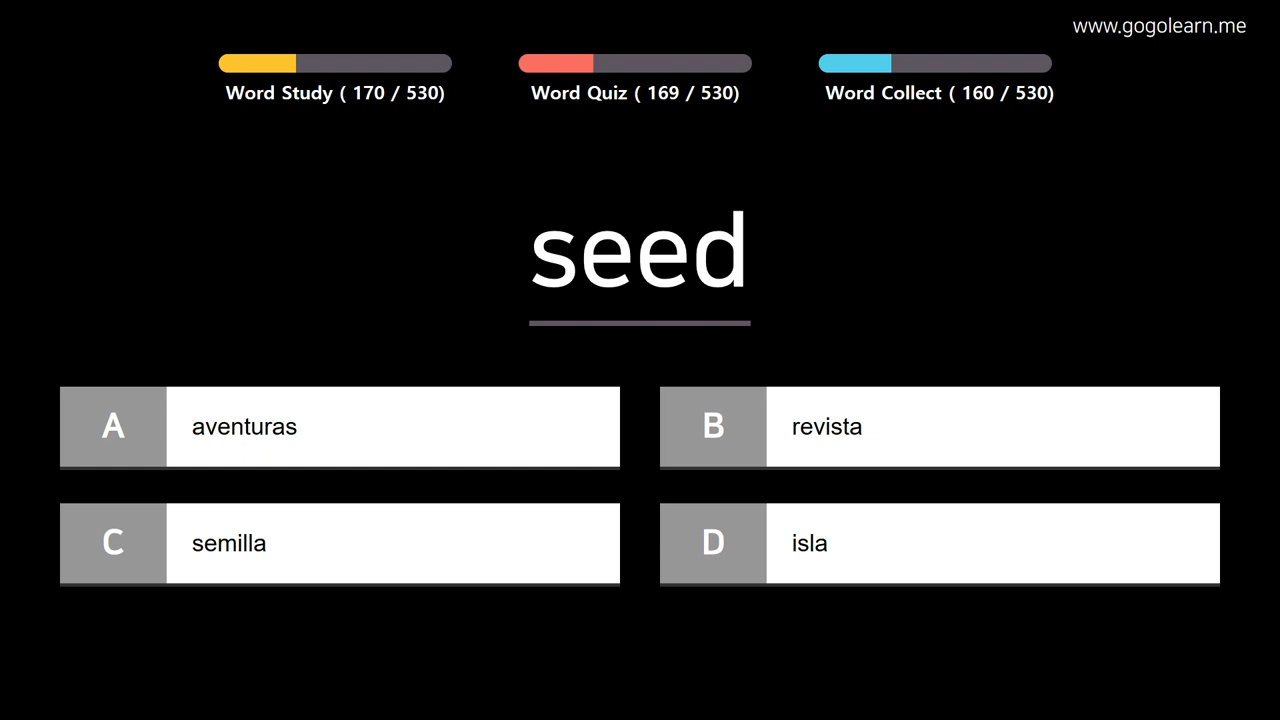 www.gogolearn.me
Word Study ( 170 / 530)
Word Quiz ( 169 / 530)
Word Collect ( 160 / 530)
seed
A aventuras
B revista
C semilla
D isla